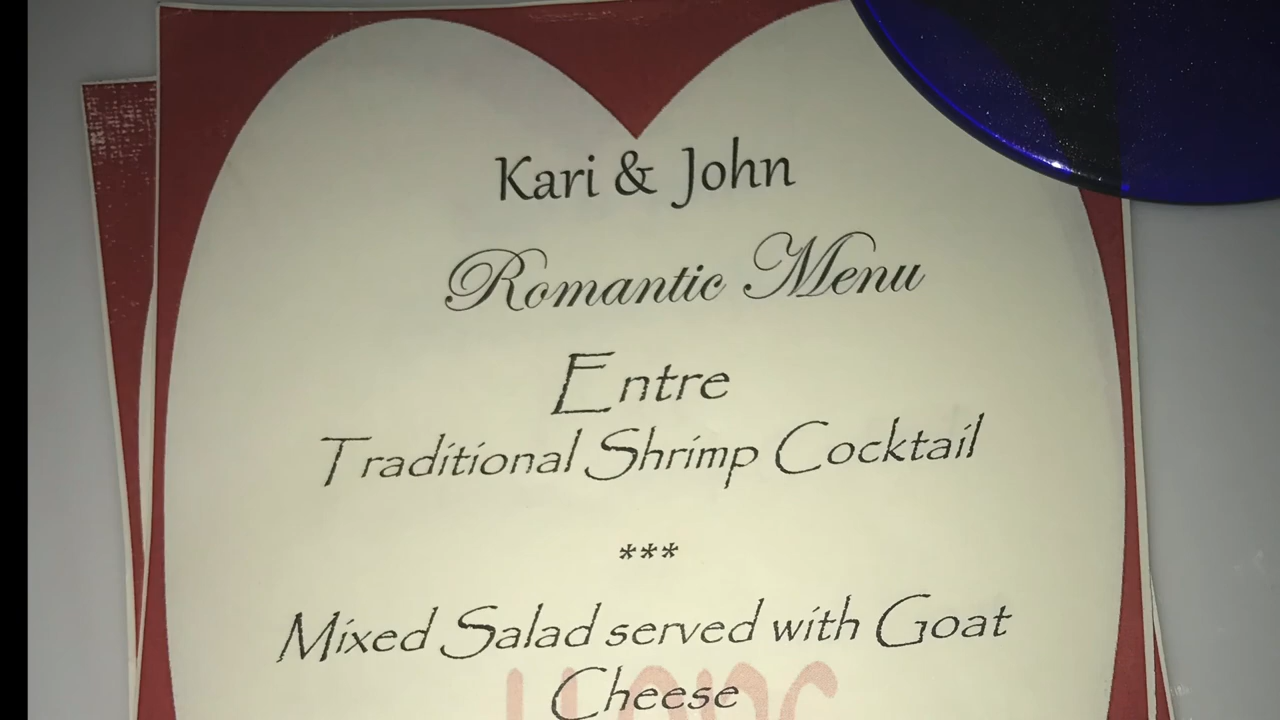 Kari & John
Romantic Menu
Entre
Traditional Shrimp Cocktail
***
Mixed Salad served with Goat
Cheese